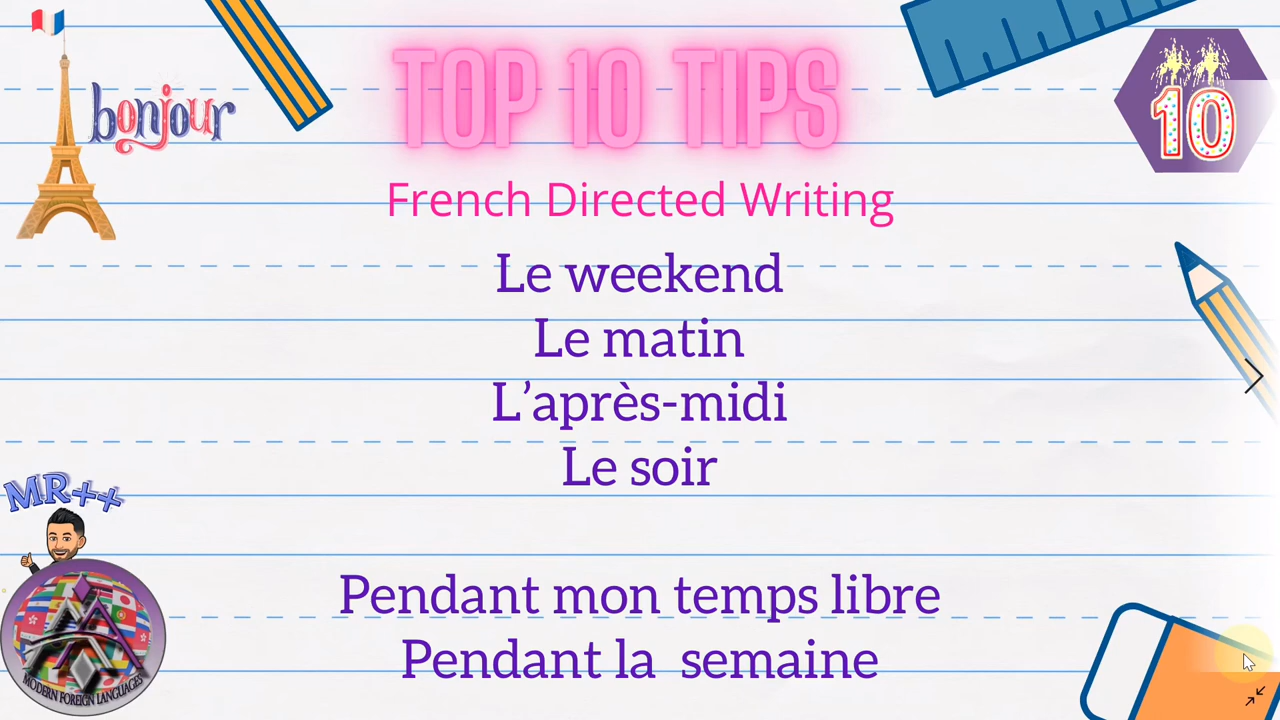 bonjour
TOP 10 TIPS
10
French Directed Writing
Le weekend
Le matin
L’après-midi
Le soir
MR++
Pendant mon temps libre
Pendant la semaine
MODERN FOREIGN LANGUAGES